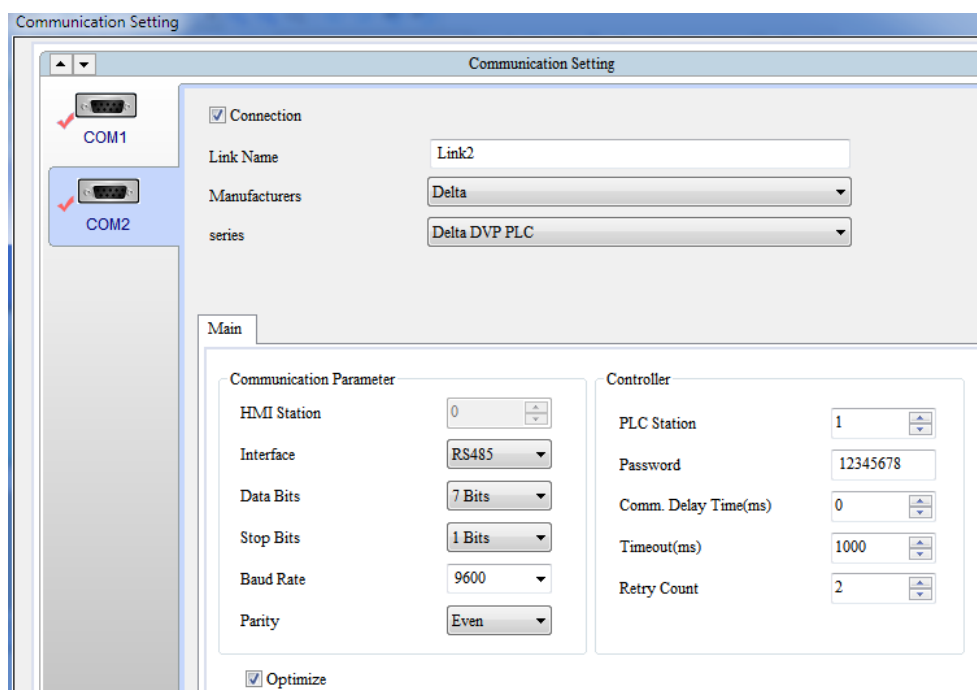 Communication Setting
Communication Setting
COM1
COM2
Connection
Link Name Link2
Manufacturers Delta
series Delta DVP PLC
Main
Communication Parameter
HMI Station 0
Interface RS485
Data Bits 7 Bits
Stop Bits 1 Bits
Baud Rate 9600
Parity Even
Controller
PLC Station 1
Password 12345678
Comm. Delay Time(ms) 0
Timeout(ms) 1000
Retry Count 2
Optimize